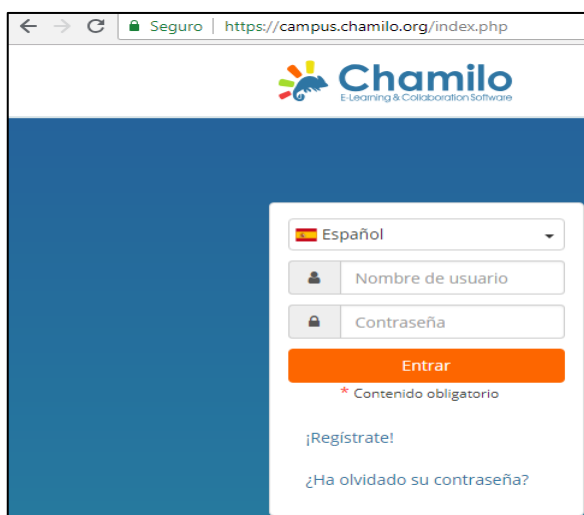 Seguro | https://campus.chamilo.org/index.php
Chamilo
E-Learning & Collaboration Software
Español
Nombre de usuario
Contraseña
Entrar
* Contenido obligatorio
¡Regístrate!
¿Ha olvidado su contraseña?